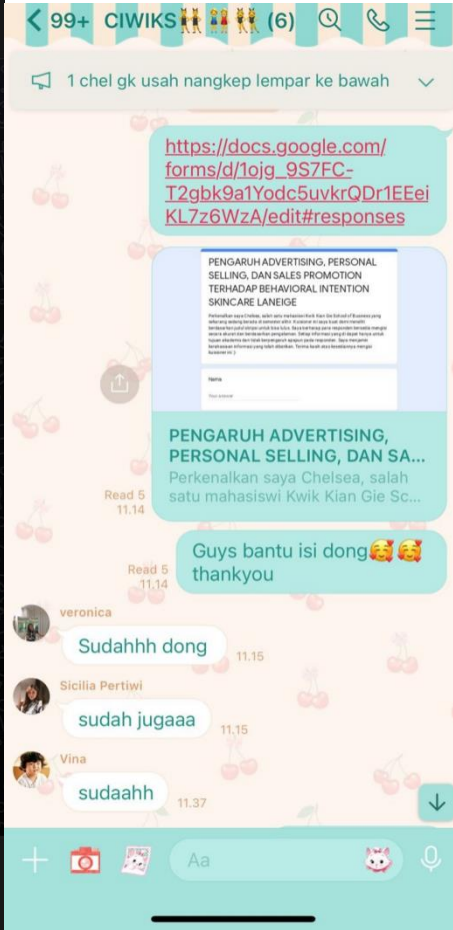 99+ CIWIKS👯👯👯 (6)
1 chel gk usah nangkep lempar ke bawah
https://docs.google.com/
forms/d/1ojg_9S7FC-
T2gbk9a1Yodc5uvkrQDr1EEei
KL7z6WzA/edit#responses
PENGARUH ADVERTISING, PERSONAL
SELLING, DAN SALES PROMOTION
TERHADAP BEHAVIORAL INTENTION
SKINCARE LANEIGE
Nama
Your answer
PENGARUH ADVERTISING,
PERSONAL SELLING, DAN SA...
Perkenalkan saya Chelsea, salah
satu mahasiswi Kwik Kian Gie Sc...
Read 5
11.14
Guys bantu isi dong🥰🥰
thankyou
Read 5
11.14
veronica
Sudahhh dong
11.15
Sicilia Pertiwi
sudah jugaaa
11.15
Vina
sudaahh
11.37
Aa